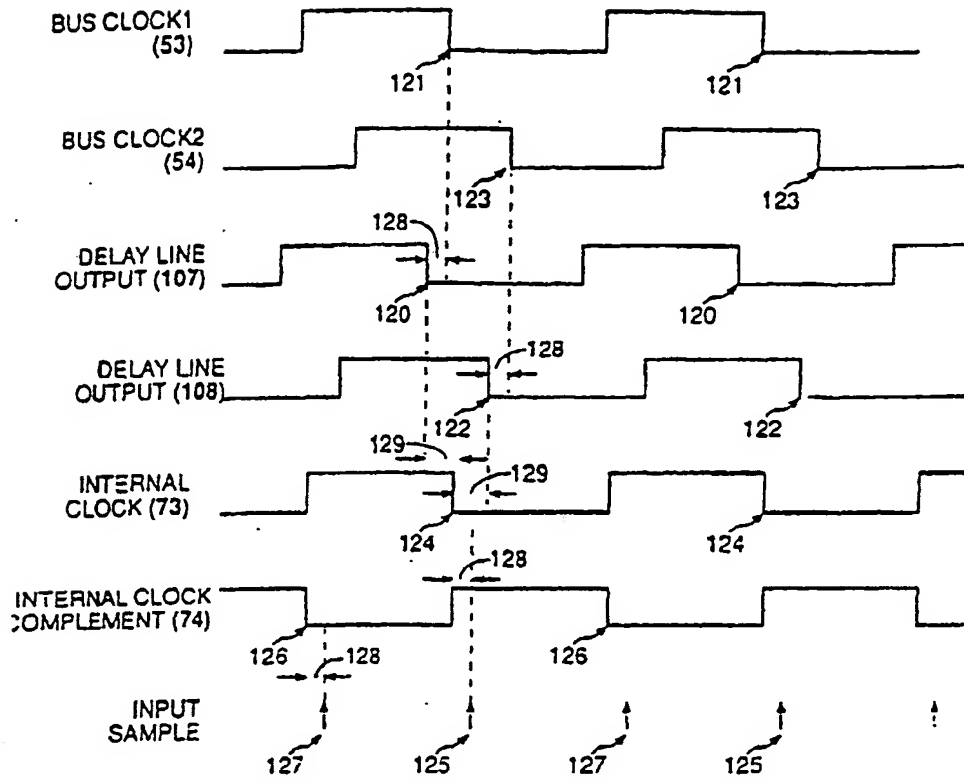 BUS CLOCK1
(53)
121
121
BUS CLOCK2
(54)
123
123
128
DELAY LINE
OUTPUT (107)
120
120
128
DELAY LINE
OUTPUT (108)
122
122
129
129
INTERNAL
CLOCK (73)
124
124
128
INTERNAL CLOCK
COMPLEMENT (74)
126
126
128
INPUT
SAMPLE
127
125
127
125